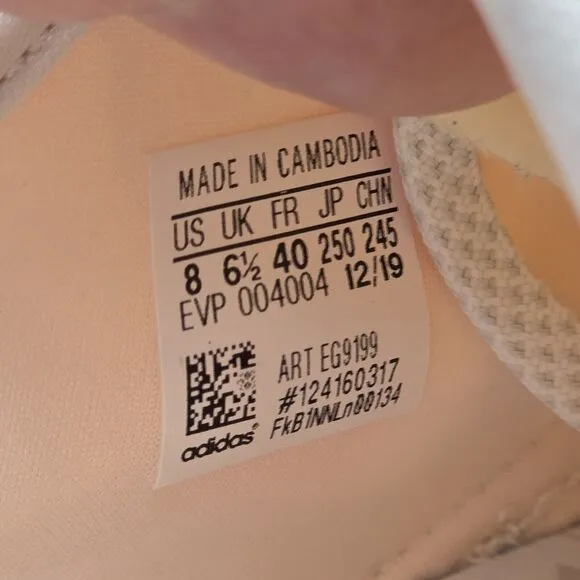 MADE IN CAMBODIA
US UK FR JP CHN
8 6½ 40 250 245
EVP 004004 12/19
ART EG9199
#124160317
FkB1NNLn00134
adidas